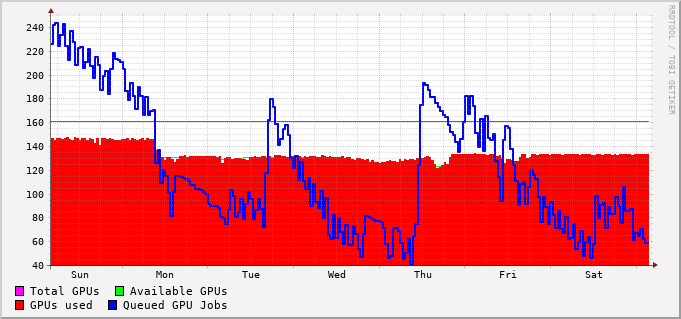 240
220
200
180
160
140
120
100
80
60
40
Sun Mon Tue Wed Thu Fri Sat
Total GPUs Available GPUs
GPUs used Queued GPU Jobs
RRDTOOL / TOBI OETIKER